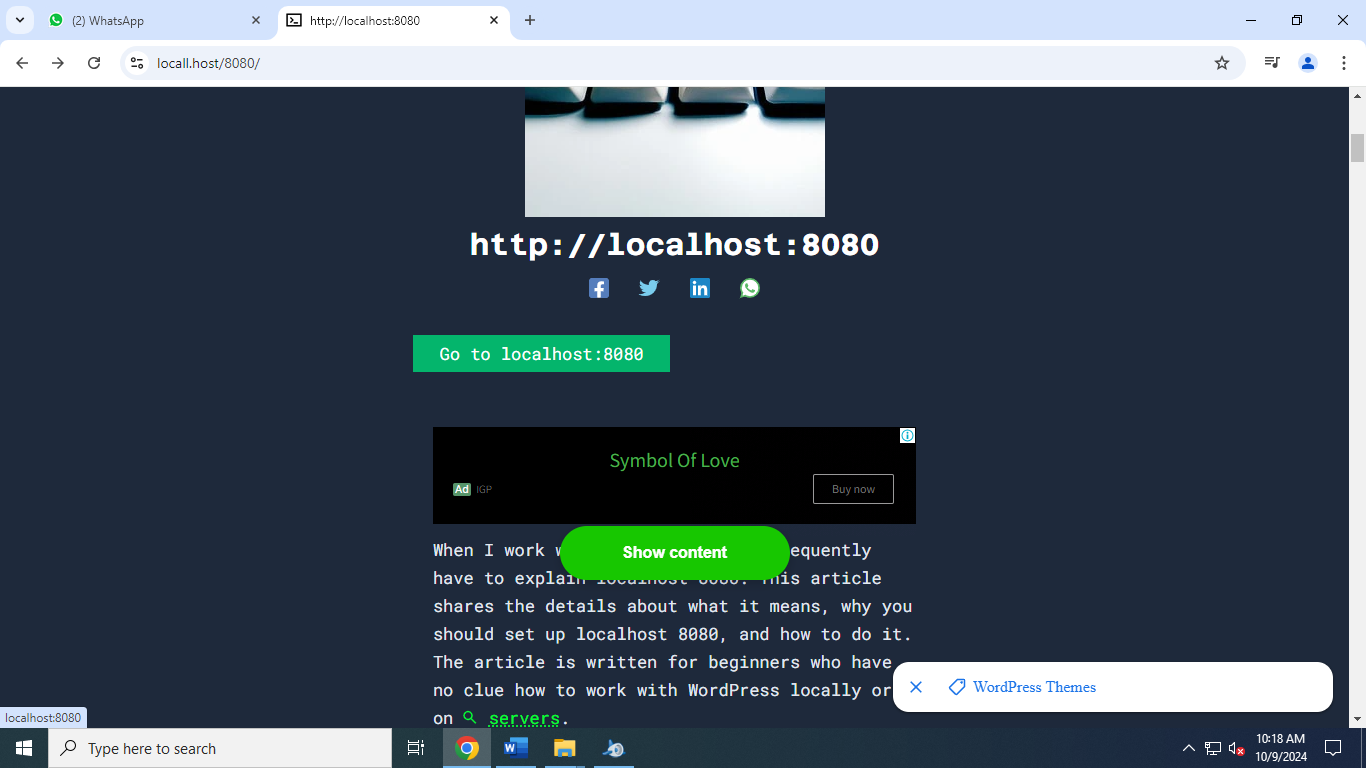 (2) WhatsApp
http://localhost:8080
locall.host/8080/
http://localhost:8080
Go to localhost:8080
Symbol Of Love
Ad IGP
Buy now
Show content
When I work equently
have to explain localhost 8080. This article
shares the details about what it means, why you
should set up localhost 8080, and how to do it.
The article is written for beginners who have
no clue how to work with WordPress locally or
on servers.
WordPress Themes
localhost:8080
Type here to search
10:18 AM
10/9/2024